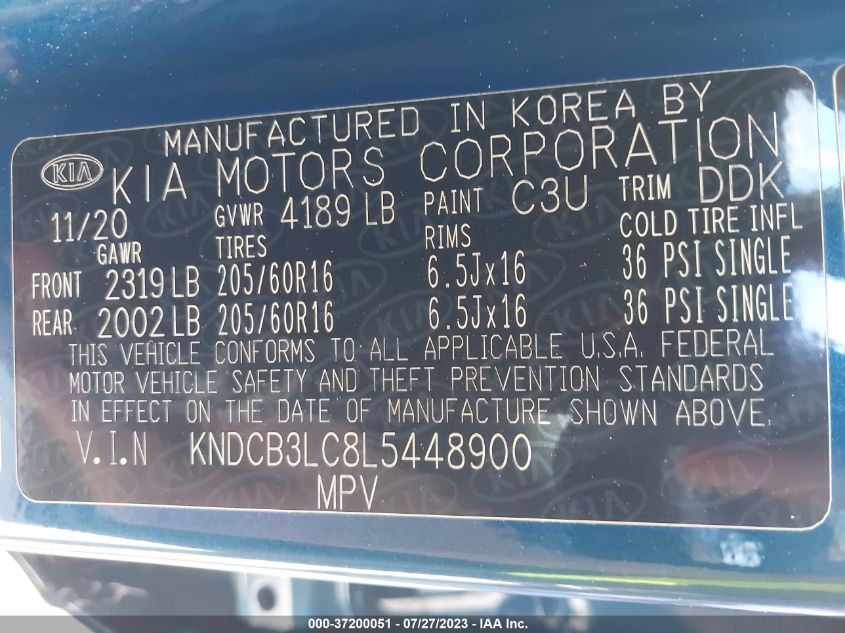 MANUFACTURED IN KOREA BY
KIA KIA MOTORS CORPORATION
11/20 GVWR 4189 LB PAINT C3U TRIM DDK
GAWR TIRES RIMS COLD TIRE INFL
FRONT 2319 LB 205/60R16 6.5Jx16 36 PSI SINGLE
REAR 2002 LB 205/60R16 6.5Jx16 36 PSI SINGLE
THIS VEHICLE CONFORMS TO ALL APPLICABLE U.S.A. FEDERAL
MOTOR VEHICLE SAFETY AND THEFT PREVENTION STANDARDS
IN EFFECT ON THE DATE OF MANUFACTURE SHOWN ABOVE.
V.I.N KNDCB3LC8L5448900
MPV
000-37200051 / 07/27/2023 - IAA Inc.